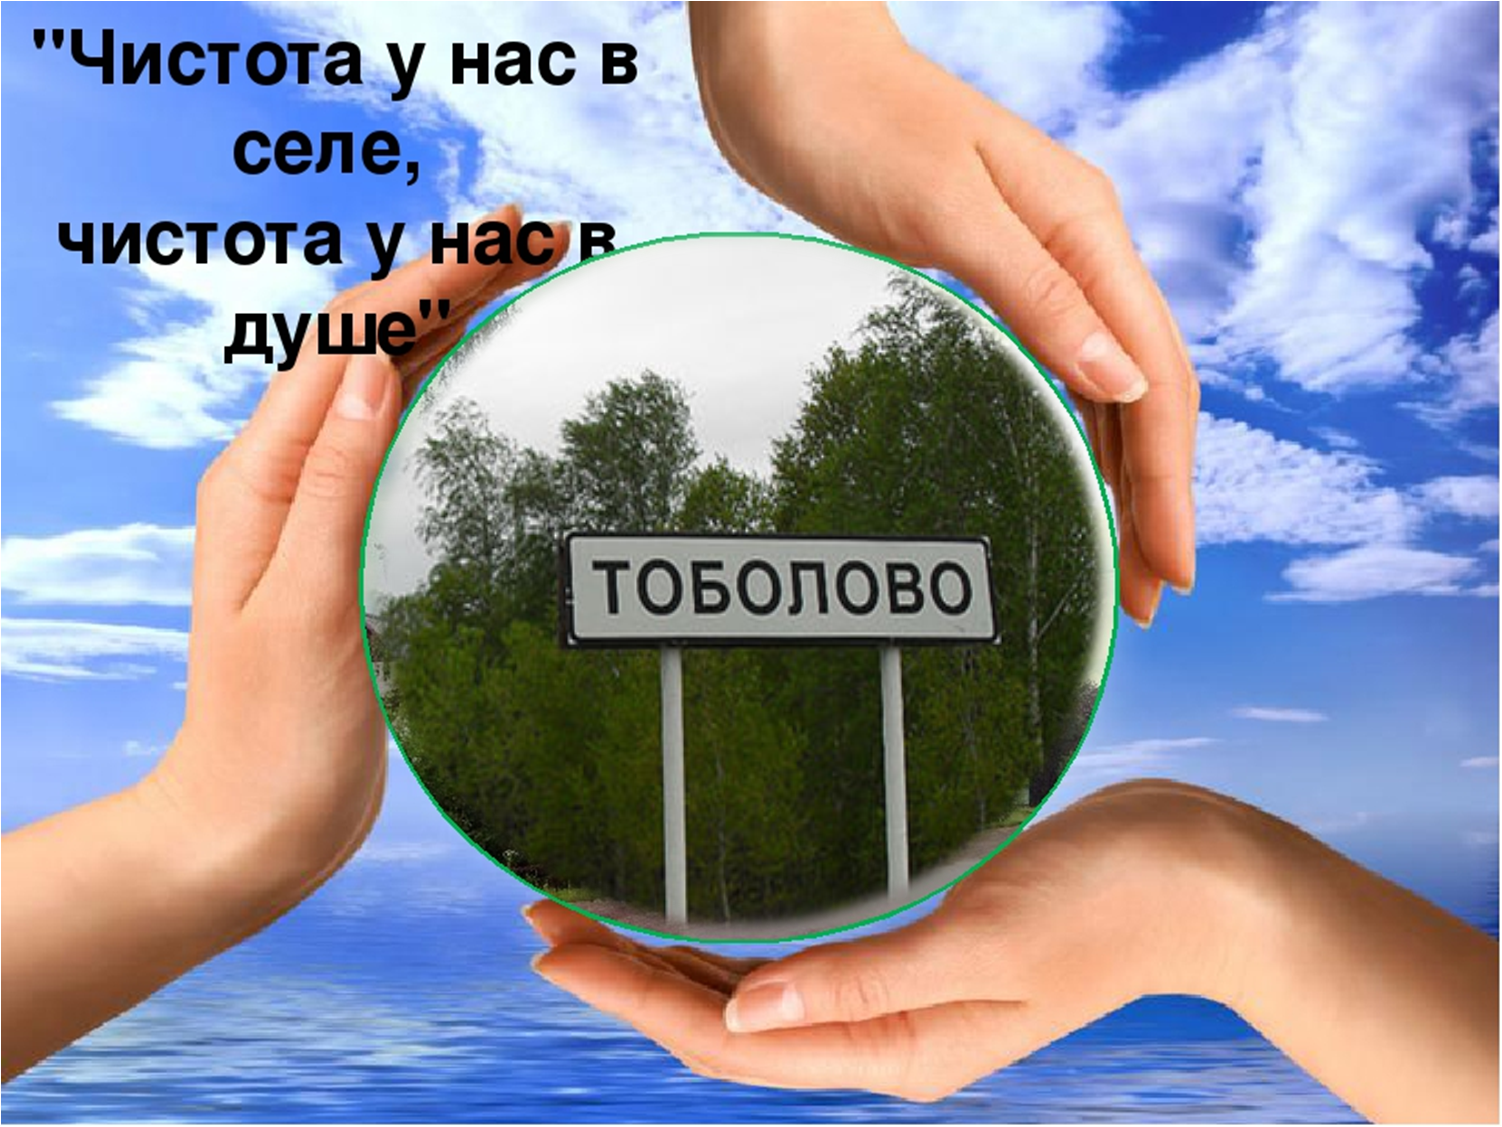 "Чистота у нас в
селе,
чистота у нас в
душе"
ТОБОЛОВО